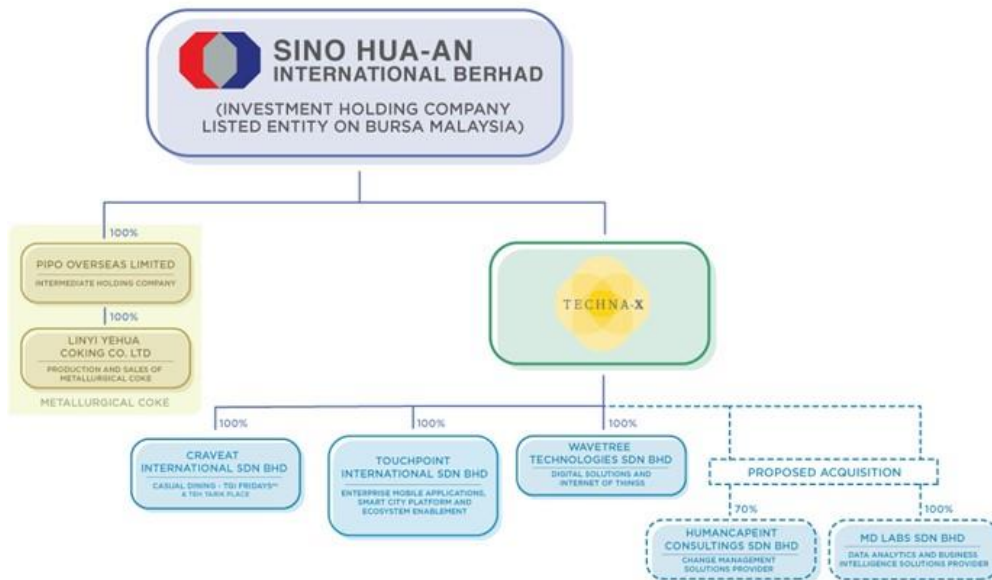 SINO HUA-AN
INTERNATIONAL BERHAD
(INVESTMENT HOLDING COMPANY
LISTED ENTITY ON BURSA MALAYSIA)
100%
PIPO OVERSEAS LIMITED
INTERMEDIATE HOLDING COMPANY
100%
LINYI YEHUA
COKING CO. LTD
PRODUCTION AND SALES OF
METALLURGICAL COKE
METALLURGICAL COKE
TECHNA-X
100%
CRAVEAT
INTERNATIONAL SDN BHD
CASUAL DINING - TGI FRIDAYS℠
& TEH TARIK PLACE
100%
TOUCHPOINT
INTERNATIONAL SDN BHD
ENTERPRISE MOBILE APPLICATIONS,
SMART CITY PLATFORM AND
ECOSYSTEM ENABLEMENT
100%
WAVETREE
TECHNOLOGIES SDN BHD
DIGITAL SOLUTIONS AND
INTERNET OF THINGS
PROPOSED ACQUISITION
70%
HUMANCAPEINT
CONSULTINGS SDN BHD
CHANGE MANAGEMENT
SOLUTIONS PROVIDER
100%
MD LABS SDN BHD
DATA ANALYTICS AND BUSINESS
INTELLIGENCE SOLUTIONS PROVIDER